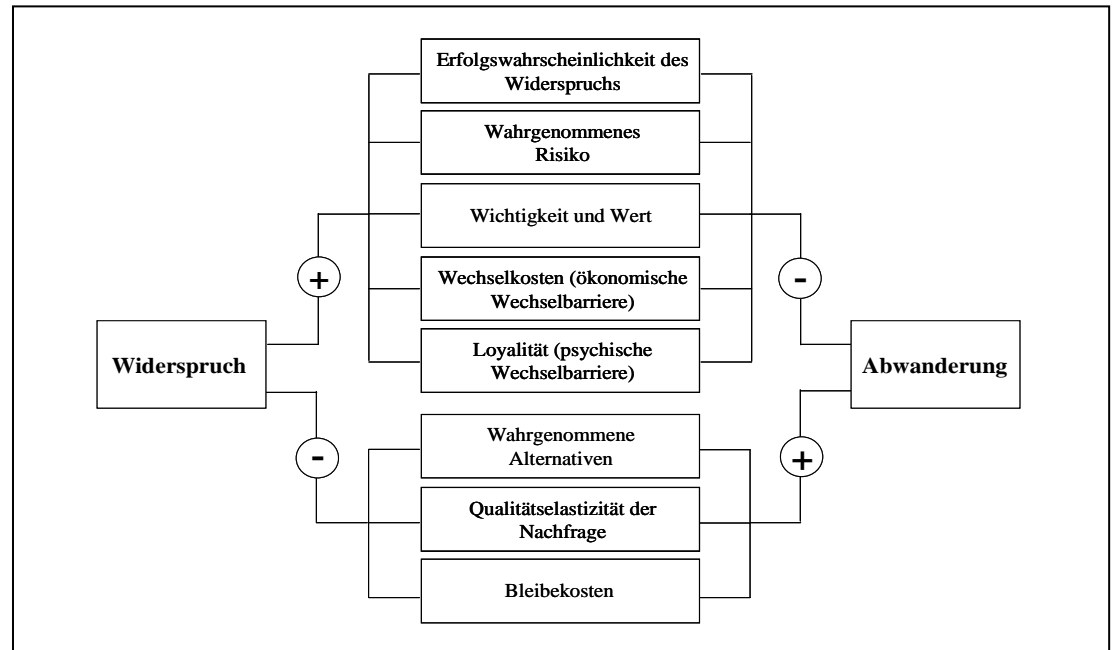 Erfolgswahrscheinlichkeit des
Widerspruchs
Wahrgenommenes
Risiko
Wichtigkeit und Wert
+
-
Wechselkosten (ökonomische
Wechselbarriere)
Widerspruch
Loyalität (psychische
Wechselbarriere)
Abwanderung
Wahrgenommene
Alternativen
-
+
Qualitätselastizität der
Nachfrage
Bleibekosten